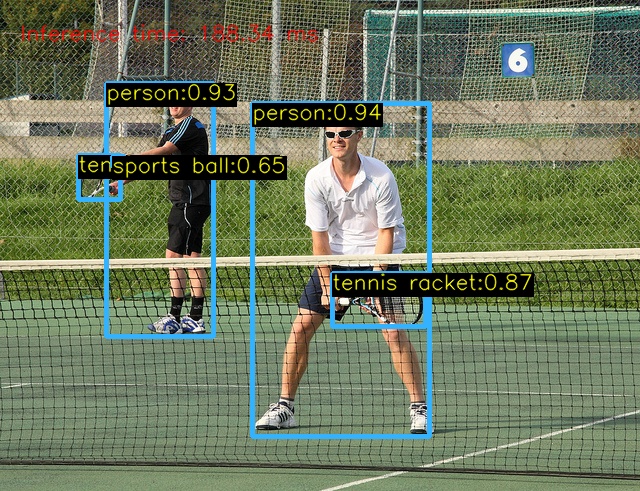 Inference time: 188.34 ms
6
person:0.93
person:0.94
ten
sports ball:0.65
tennis racket:0.87